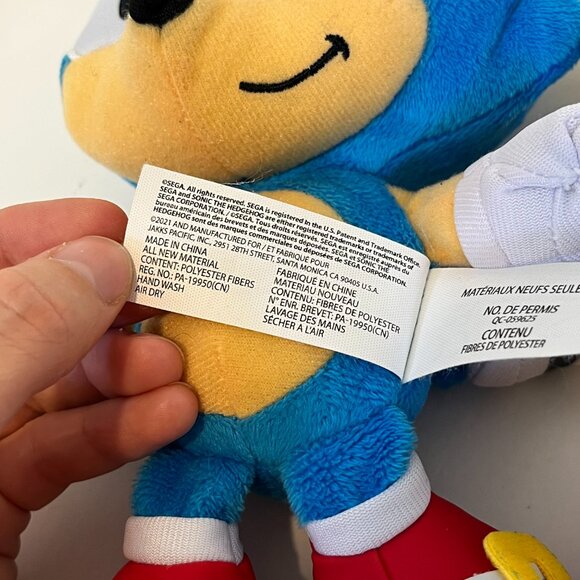 ©SEGA. All rights reserved. SEGA is registered in the U.S. Patent and Trademark Office.
SEGA and SONIC THE HEDGEHOG are either registered trademarks or trademarks of
SEGA CORPORATION. / ©SEGA. Tous droits réservés. SEGA est enregistré auprès du
bureau américain des brevets et des marques de commerce. SEGA et SONIC THE
HEDGEHOG sont des marques commerciales ou déposées de SEGA CORPORATION.
©2021 AND MANUFACTURED FOR / ET FABRIQUÉ POUR
JAKKS PACIFIC, INC. 2951 28TH STREET, SANTA MONICA CA 90405 U.S.A.
MADE IN CHINA
ALL NEW MATERIAL
CONTENT: POLYESTER FIBERS
REG. NO.: PA-19950(CN)
HAND WASH
AIR DRY
FABRIQUÉ EN CHINE
MATERIAU NOUVEAU
CONTENU: FIBRES DE POLYESTER
N° ENR. BREVET: PA-19950(CN)
LAVAGE DES MAINS
SÉCHER A L'AIR
MATÉRIAUX NEUFS SEULE
NO. DE PERMIS
QC-059625
CONTENU
FIBRES DE POLYESTER